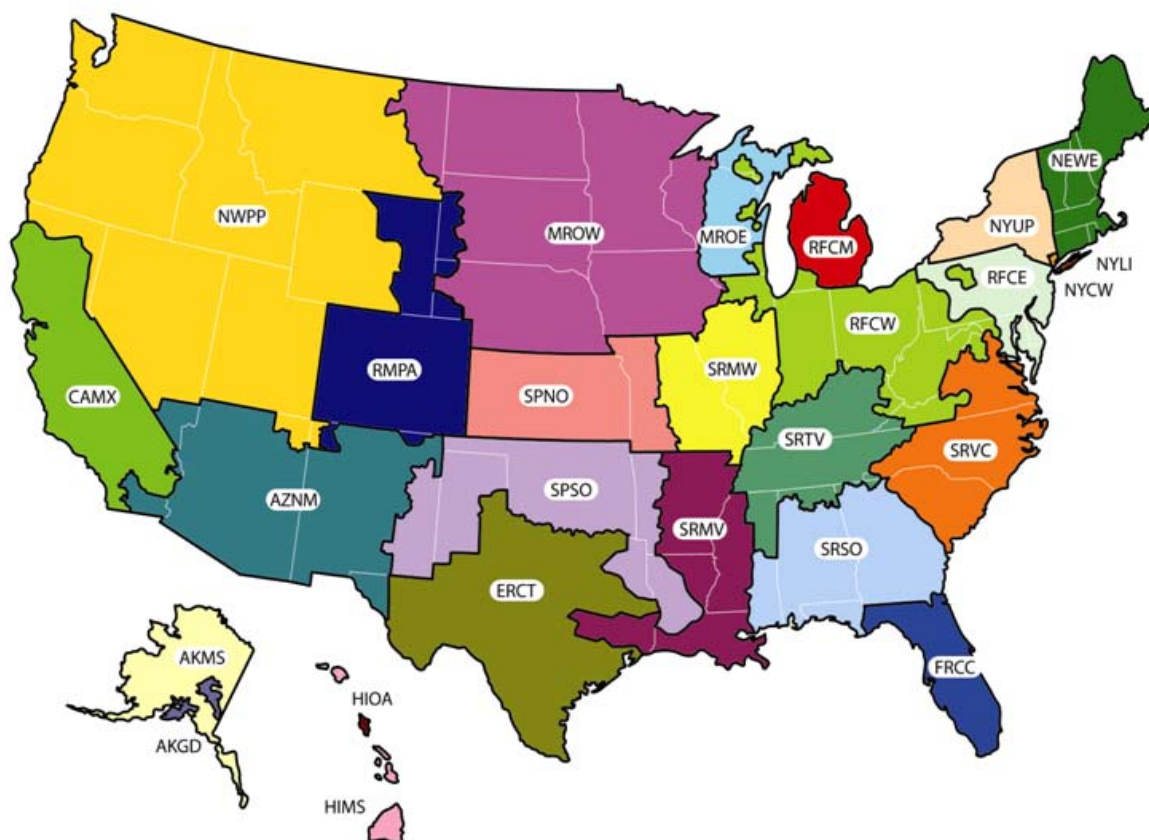 NEWE
NWPP
NYUP
MROW
MROE
RFCM
NYLI
RFCE
NYCW
RFCW
RMPA
SRMW
CAMX
SPNO
SRTV
SRVC
AZNM
SPSO
SRMV
SRSO
ERCT
AKMS
FRCC
HIOA
AKGD
HIMS